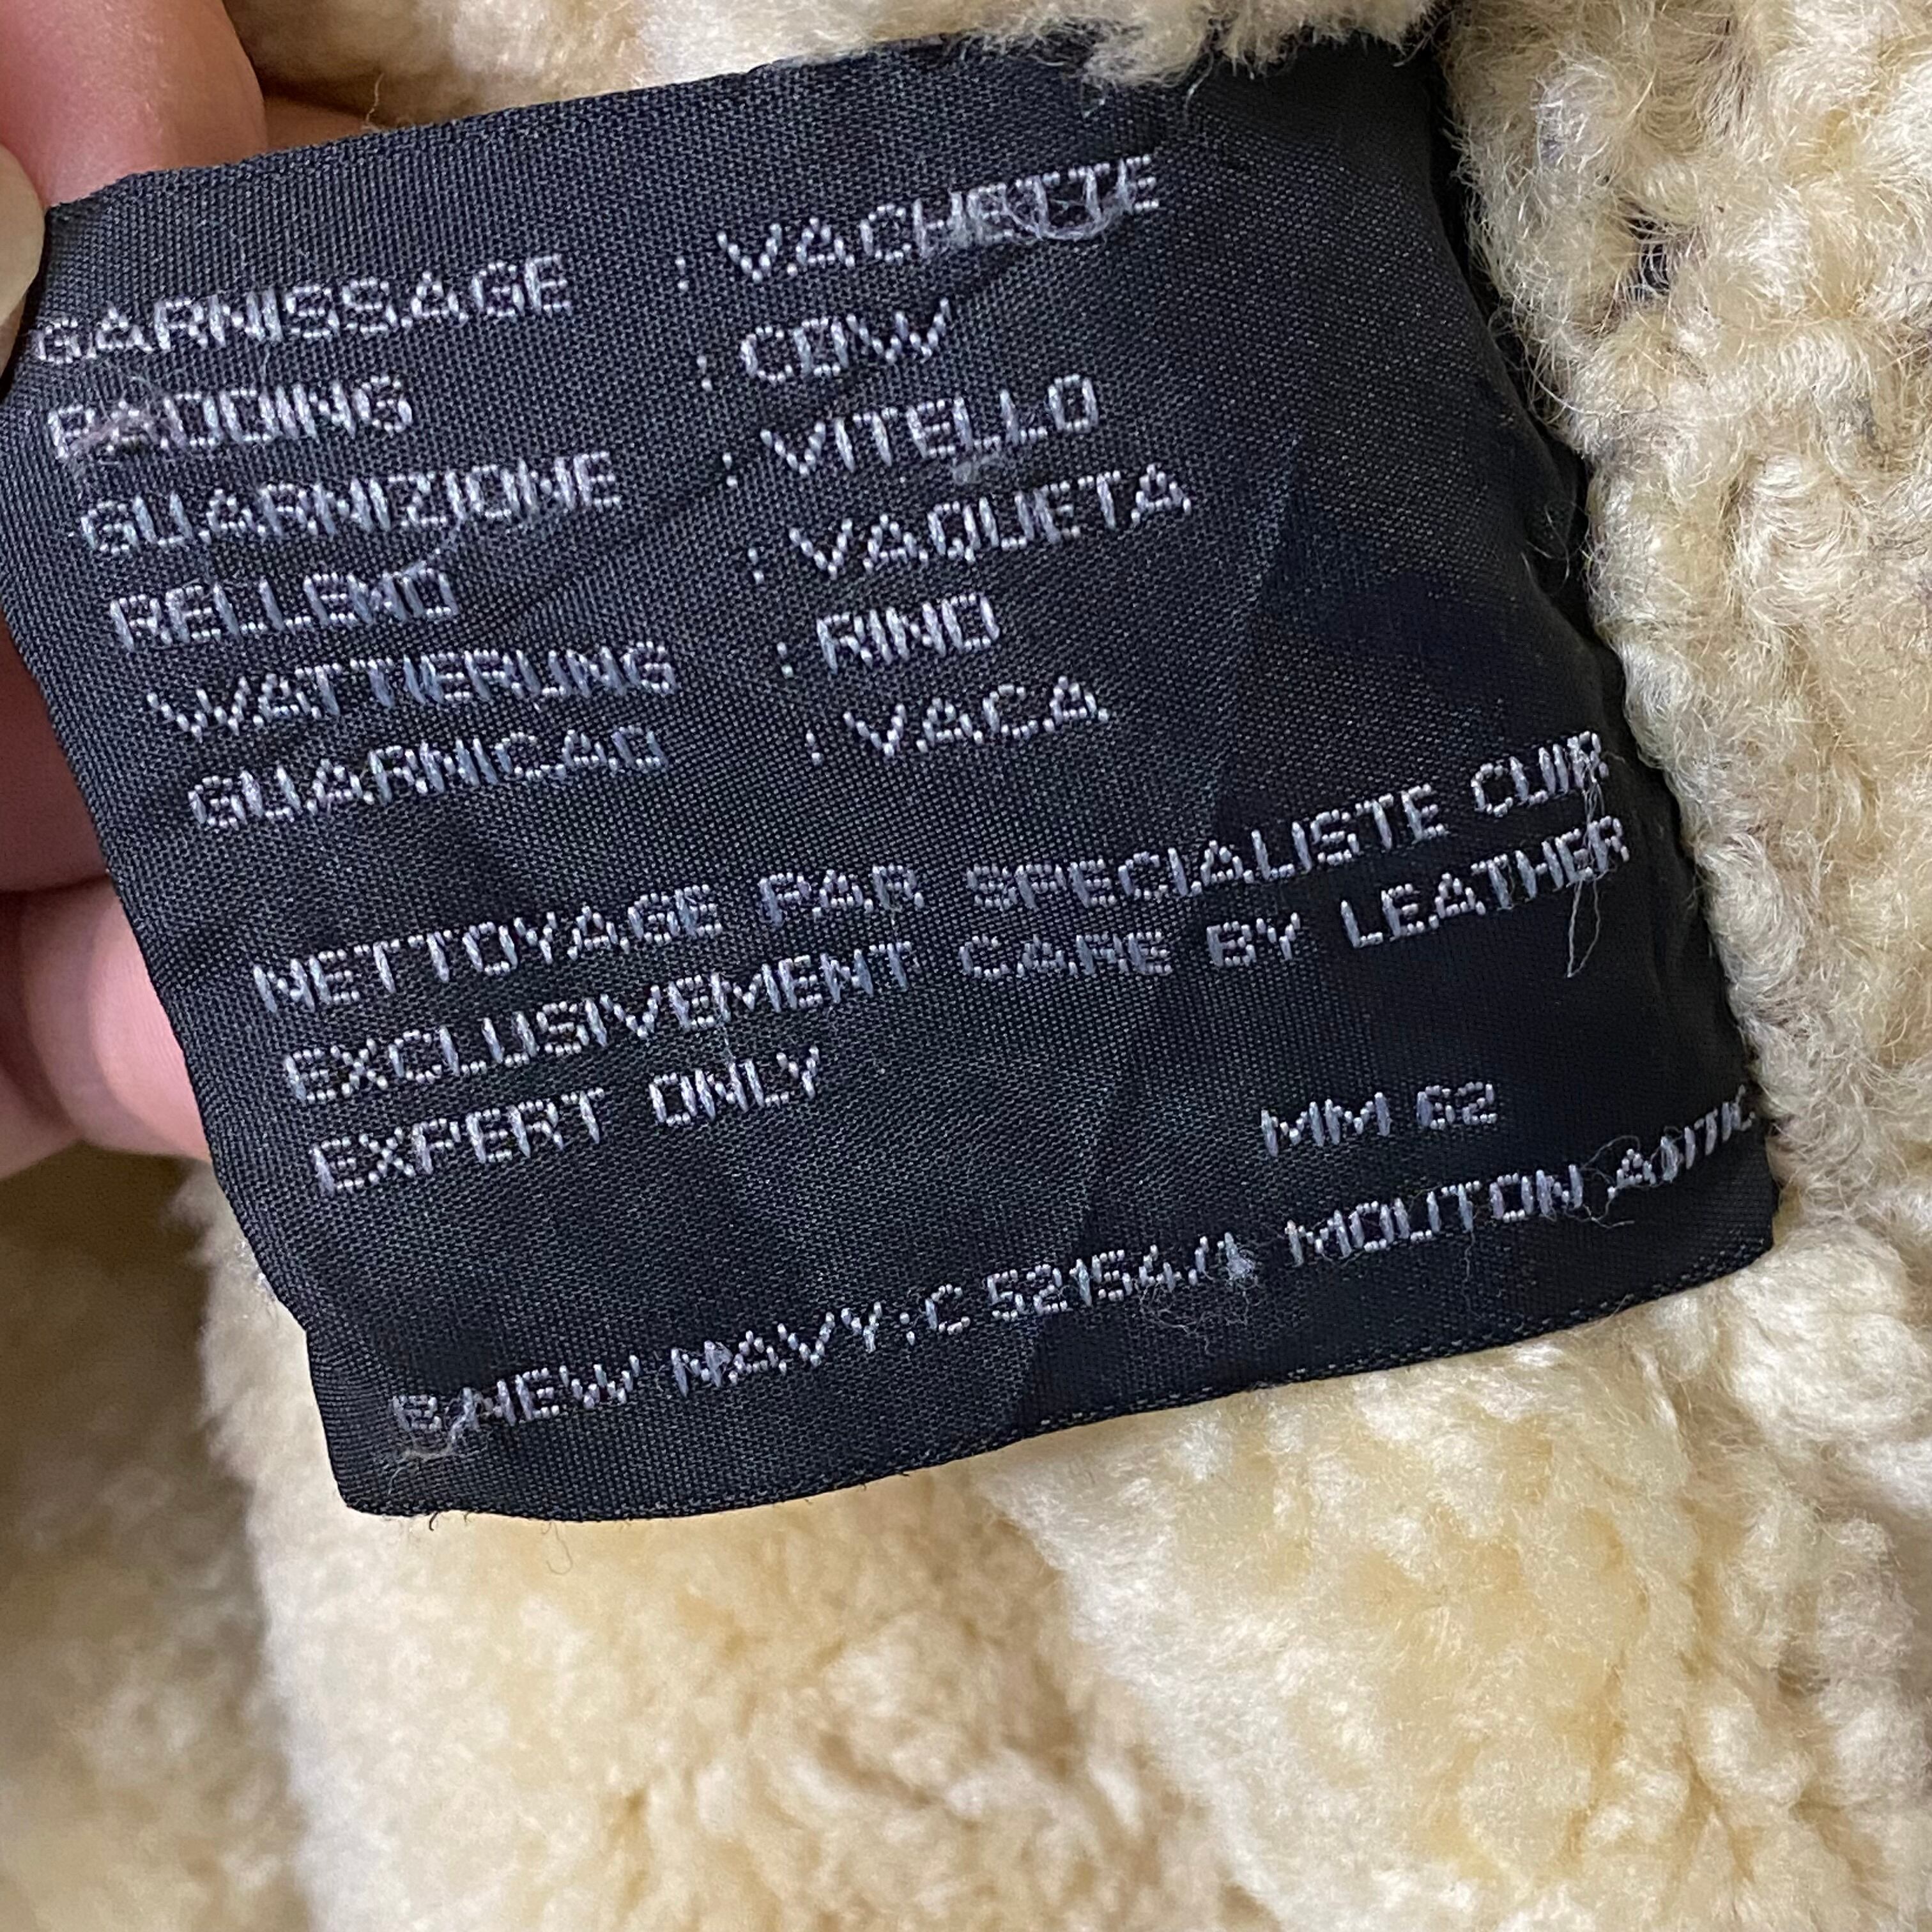 GARNISSAGE : VACHETTE
PADDING : COW
GUARNIZIONE : VITELLO
RELLENO : VAQUETA
WATTIERUNG : RIND
GUARNICAO : VACA
NETTOYAGE PAR SPECIALISTE CUIR
EXCLUSIVEMENT CARE BY LEATHER
EXPERT ONLY
MM 62
NEW NAVY:C 52154/1 MOUTON